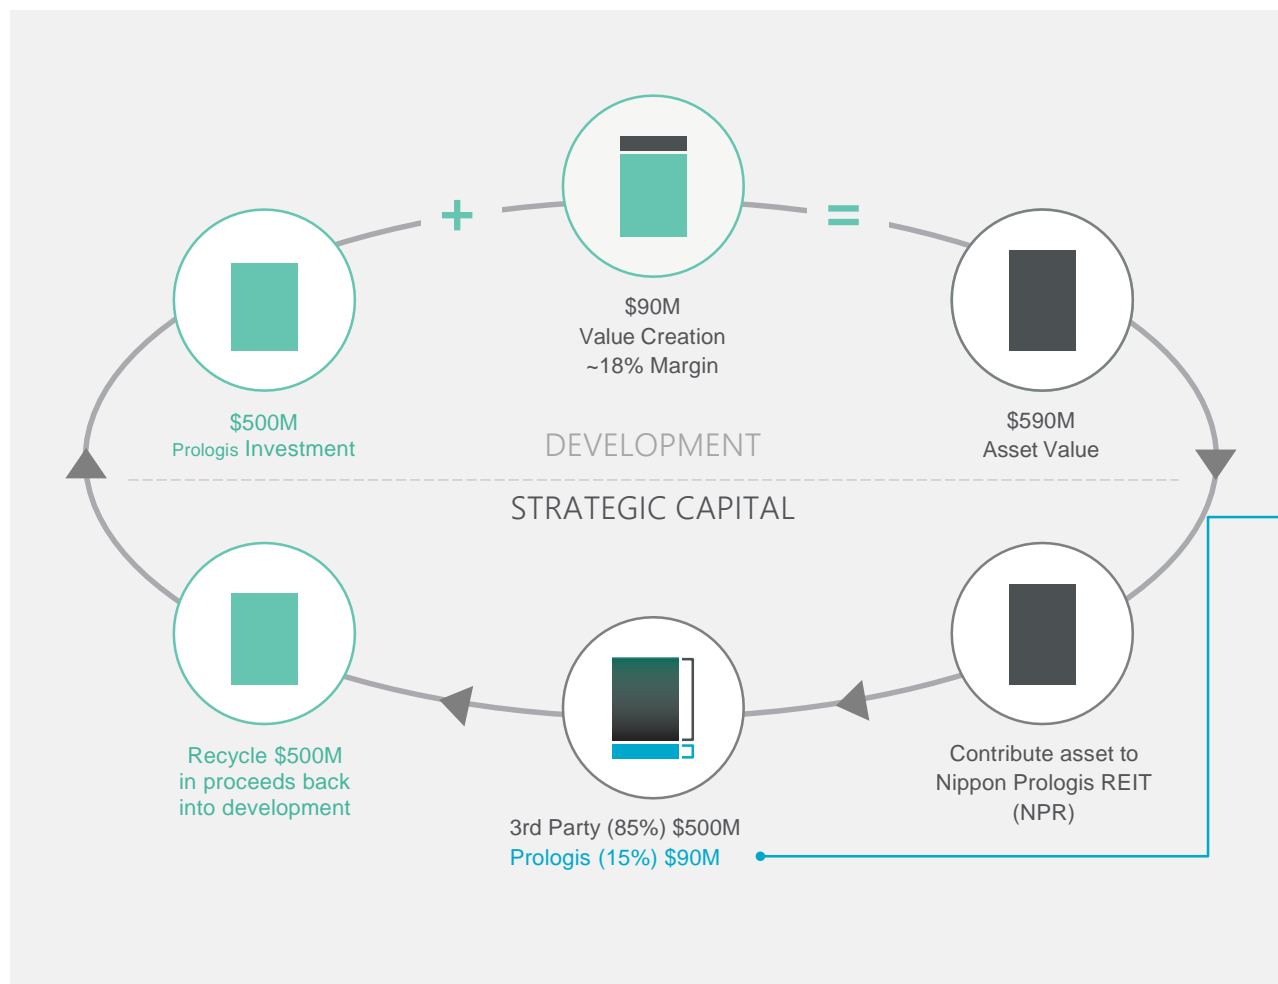 +
=
$90M
Value Creation
~18% Margin
$500M
Prologis Investment
$590M
Asset Value
DEVELOPMENT
STRATEGIC CAPITAL
Recycle $500M
in proceeds back
into development
3rd Party (85%) $500M
Prologis (15%) $90M
Contribute asset to
Nippon Prologis REIT
(NPR)